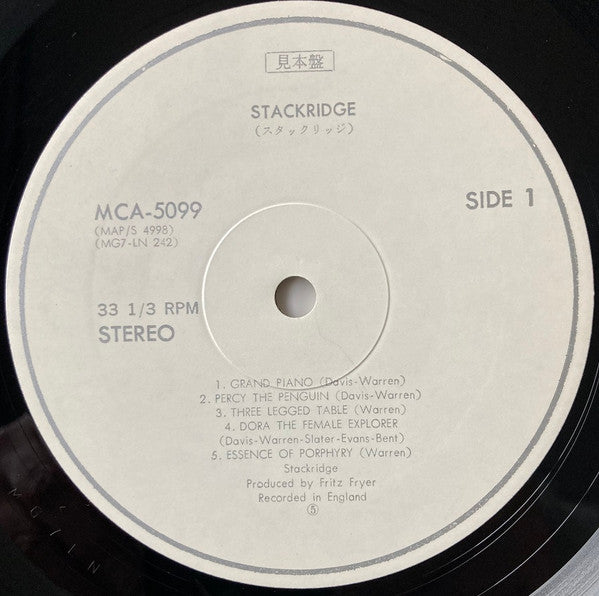 見本盤
STACKRIDGE
(スタックリッジ)
MCA-5099
(MAP/S 4998)
(MG7-LN 242)
SIDE 1
33 1/3 RPM
STEREO
1. GRAND PIANO (Davis-Warren)
2. PERCY THE PENGUIN (Davis-Warren)
3. THREE LEGGED TABLE (Warren)
4. DORA THE FEMALE EXPLORER
(Davis-Warren-Slater-Evans-Bent)
5. ESSENCE OF PORPHYRY (Warren)
Stackridge
Produced by Fritz Fryer
Recorded in England
⑤